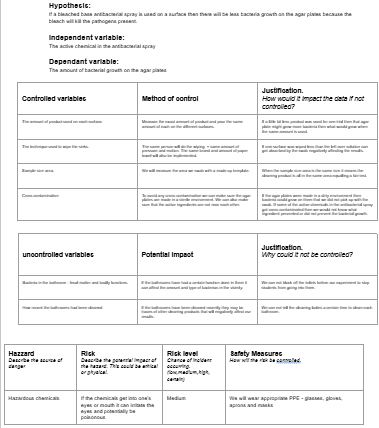 Hypothesis:
If a bleached base antibacterial spray is used on a surface then there will be less bacteria growth on the agar plates because the
bleach will kill the pathogens present.
Independent variable:
The active chemical in the antibacterial spray
Dependant variable:
The amount of bacterial growth on the agar plates
Controlled variables
Method of control
Justification.
How would it impact the data if not
controlled?
The amount of product used on each surface.
Measure the exact amount of product and pour the same
amount of each on the different surfaces.
If a little bit less product was used for one trial then that agar
plate might grow more bacteria then what would grow when
the same amount is used.
The technique used to wipe the sinks.
The same person will do the wiping,
amount of
pressure and motion. The same brand and amount of paper
towel will also be implemented.
If one surface was wiped less than the
solution can
get absorbed by the
negatively affecting the results.
Sample size area
We will measure the area we
with a made up template.
When the sample size area is the same size it means the
cleaning product is
the same area
a fair test.
Cross contamination
To avoid any cross contamination we can make sure the agar
plates are made in a sterile environment. We can also make
sure that the active ingredients are not near each other.
If the agar plates were made in a dirty environment then
bacteria could grow on them that we did not pick up with the
swab. If some of the active chemicals in the antibacterial spray
got cross contaminated then we would not know what
ingredient prevented or did not prevent the bacterial growth.
uncontrolled variables
Potential impact
Justification.
Why could it not be controlled?
Bacteria in the bathroom - food matter and bodily functions.
If the bathrooms have had a certain function done in them it
can affect the amount and type of bacteria in the vicinity.
We can not block off the toilets before our experiment to stop
students from going into them.
How recent the bathrooms had been cleaned.
If the bathrooms have been cleaned recently they may be
traces of other cleaning products that will negatively affect our
results.
We can not tell the cleaning ladies a certain time to clean each
bathroom.
Hazzard
Describe the source of
danger
Risk
Describe the potential impact of
the hazard. This could be ethical
or physical.
Risk level
Chance of incident
occuring.
(low,medium,high,
certain)
Safety Measures
How will the risk be controlled.
Hazardous chemicals
If the chemicals get into one's
eyes or mouth it can irritate the
eyes and potentially be
poisonous
Medium
We will wear appropriate PPE - glasses, gloves,
aprons and masks